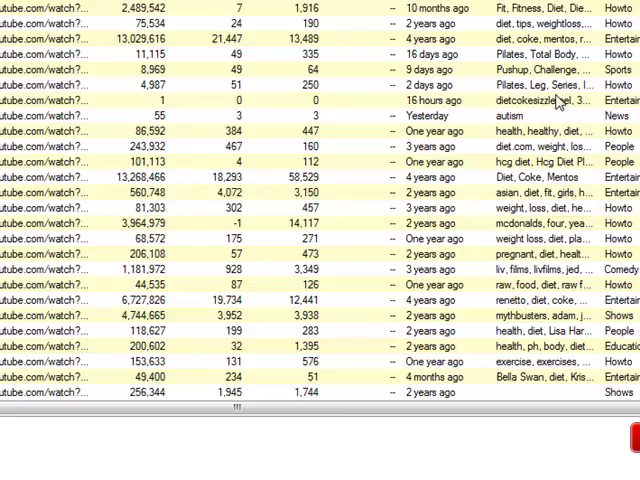 utube.com/watch?... 2,489,542 7 1,916 -- 10 months ago Fit, Fitness, Diet, Die... Howto
utube.com/watch?... 75,534 24 190 -- 2 years ago diet, tips, weightloss,... Howto
utube.com/watch?... 13,029,616 21,447 13,489 -- 4 years ago diet, coke, mentos, r... Entertair
utube.com/watch?... 11,115 49 335 -- 16 days ago Pilates, Total Body, ... Howto
utube.com/watch?... 8,969 49 64 -- 9 days ago Pushup, Challenge, ... Sports
utube.com/watch?... 4,987 51 250 -- 2 days ago Pilates, Leg, Series, I... Howto
utube.com/watch?... 1 0 0 -- 16 hours ago 3... Entertair
utube.com/watch?... 55 3 3 -- Yesterday autism News
utube.com/watch?... 86,592 384 447 -- One year ago health, healthy, diet, ... Howto
utube.com/watch?... 243,932 467 160 -- 3 years ago diet.com, weight, los... People
utube.com/watch?... 101,113 4 112 -- One year ago hcg diet, Hcg Diet Pl... People
utube.com/watch?... 13,268,466 18,293 58,529 -- 4 years ago Diet, Coke, Mentos Entertair
utube.com/watch?... 560,748 4,072 3,150 -- 2 years ago asian, diet, fit, girls, h... Entertair
utube.com/watch?... 81,303 302 457 -- 3 years ago weight, loss, diet, he... Howto
utube.com/watch?... 3,964,979 -1 14,117 -- 2 years ago mcdonalds, four, yea... Howto
utube.com/watch?... 68,572 175 271 -- One year ago weight loss, diet, pla... Howto
utube.com/watch?... 206,108 57 473 -- 2 years ago pregnant, diet, healt... Howto
utube.com/watch?... 1,181,972 928 3,349 -- 3 years ago liv, films, livfilms, jed, ... Comedy
utube.com/watch?... 44,535 87 126 -- One year ago raw, food, diet, raw f... Howto
utube.com/watch?... 6,727,826 19,734 12,441 -- 4 years ago renetto, diet, coke, ... Entertair
utube.com/watch?... 4,744,665 3,952 3,938 -- 2 years ago mythbusters, adam, j... Shows
utube.com/watch?... 118,627 199 283 -- 2 years ago health, diet, Lisa Har... People
utube.com/watch?... 200,602 32 1,395 -- 2 years ago health, ph, body, diet... Educatio
utube.com/watch?... 153,633 131 576 -- One year ago exercise, exercises, ... Howto
utube.com/watch?... 49,400 234 51 -- 4 months ago Bella Swan, diet, Kris... Entertair
utube.com/watch?... 256,344 1,945 1,744 -- 2 years ago Shows